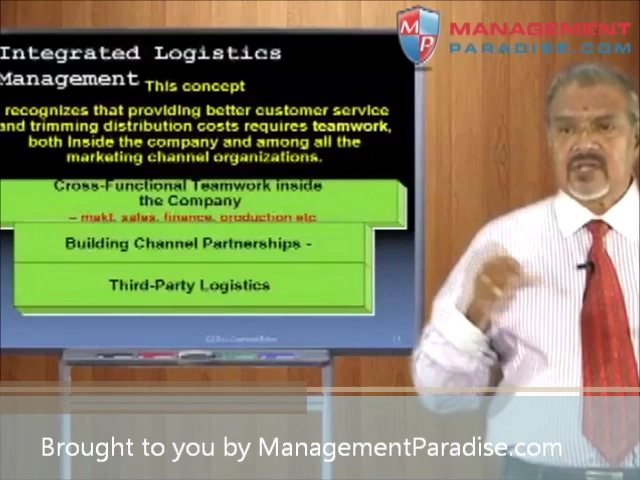 MP
MANAGEMENT
PARADISE.COM
Integrated Logistics
Management
This concept
recognizes that providing better customer service
and trimming distribution costs requires teamwork,
both Inside the company and among all the
marketing channel organizations.
Cross-Functional Teamwork inside
the Company
– makt, sales, finance, production etc
Building Channel Partnerships -
Third-Party Logistics
Brought to you by ManagementParadise.com